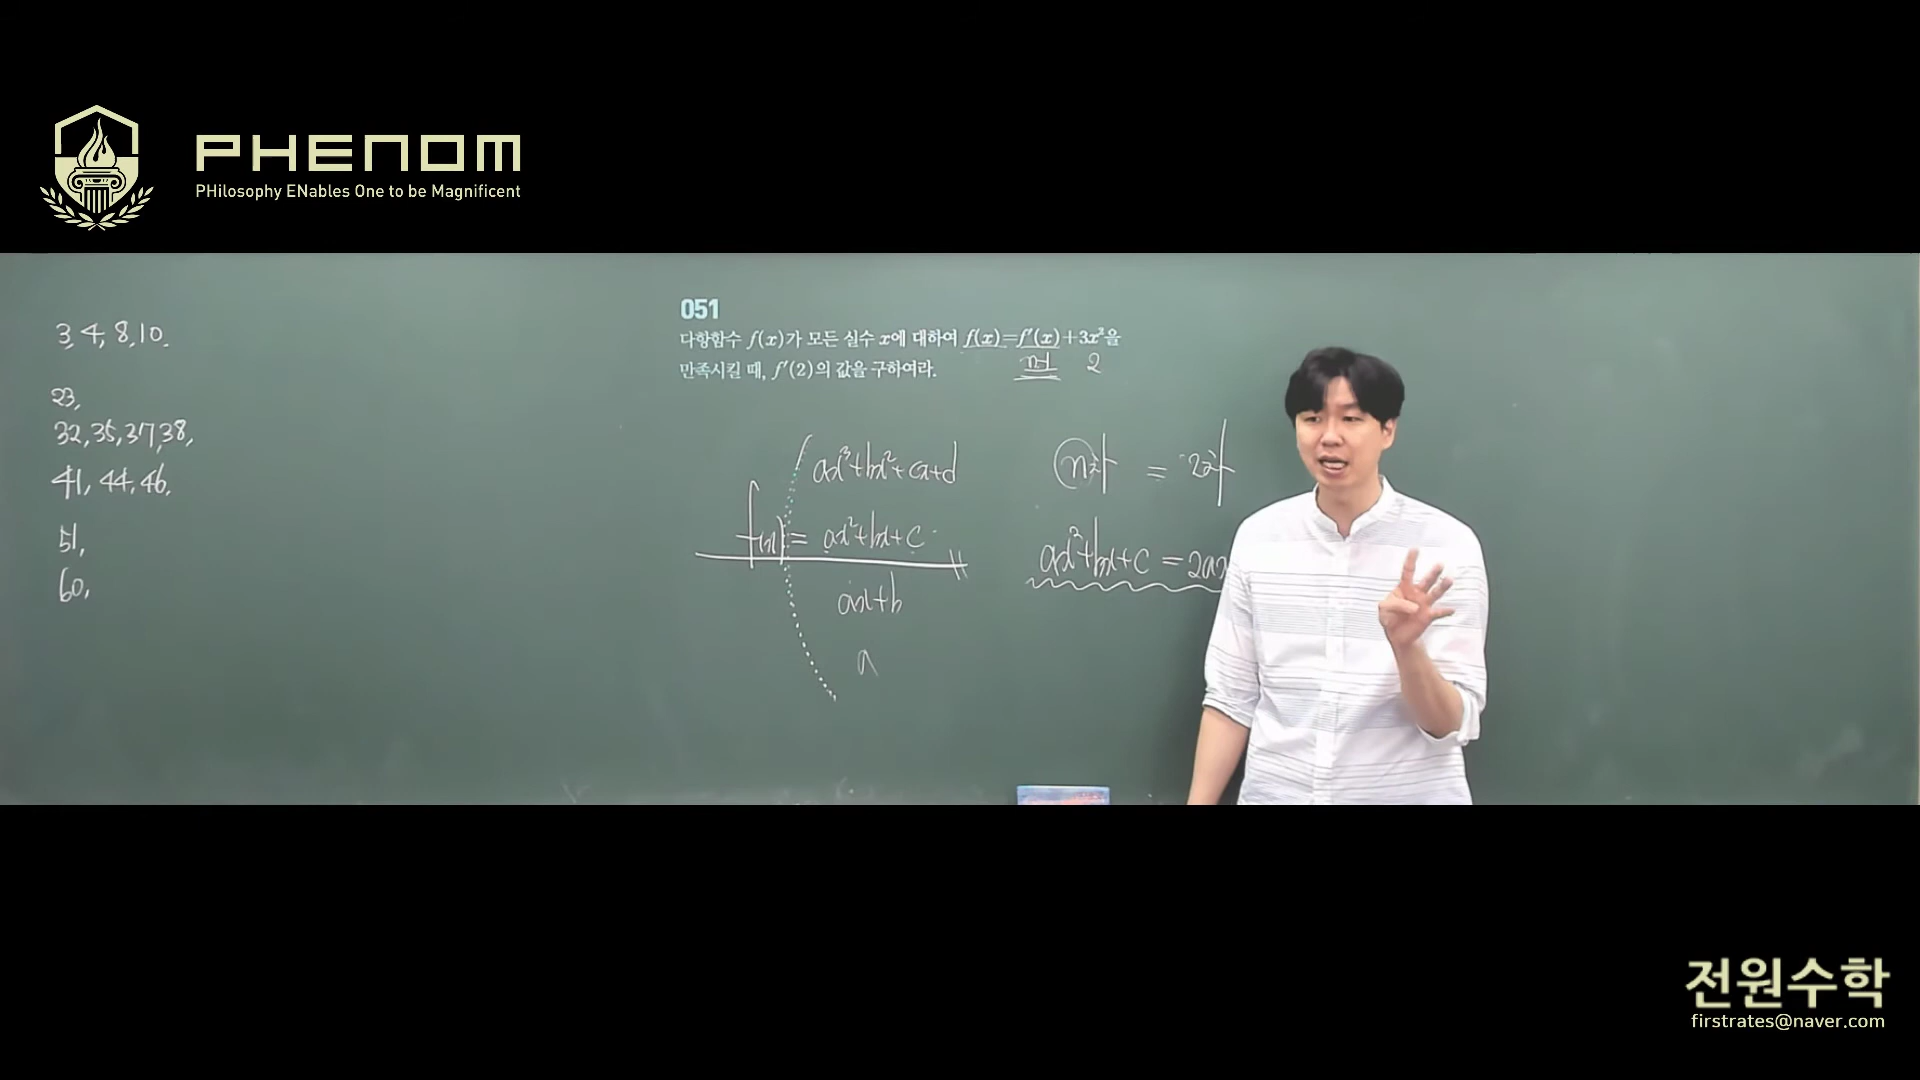 PHENOM
PHilosophy ENables One to be Magnificent
3, 4, 8, 10.
23,
32, 35, 37, 38,
41, 44, 46,
51,
60,
051
다항함수 f(x)가 모든 실수 x에 대하여 f(x)=f'(x)+3x²을
만족시킬 때, f'(2)의 값을 구하여라.
n-1 2
ax³+bx²+cx+d
f(x) = ax²+bx+c
ax+b
a
n차 = 2차
ax²+bx+c = 2ax
전원수학
firstrates@naver.com